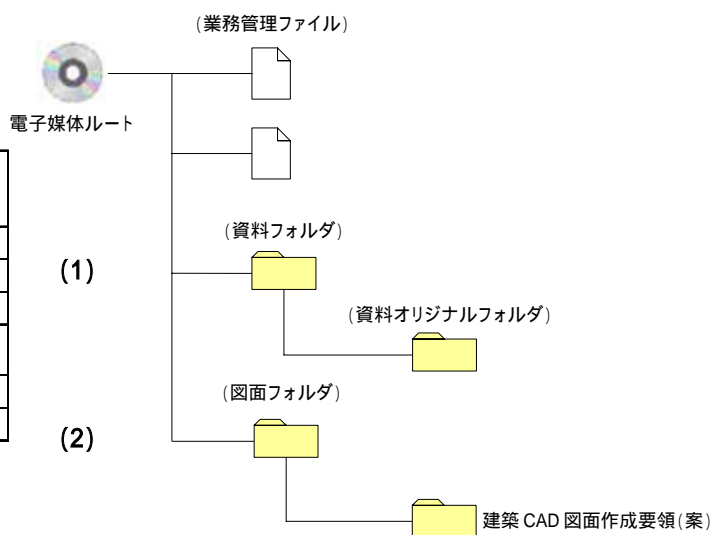 (業務管理ファイル)
電子媒体ルート
(資料フォルダ)
(1)
(資料オリジナルフォルダ)
(図面フォルダ)
(2)
建築 CAD 図面作成要領(案)